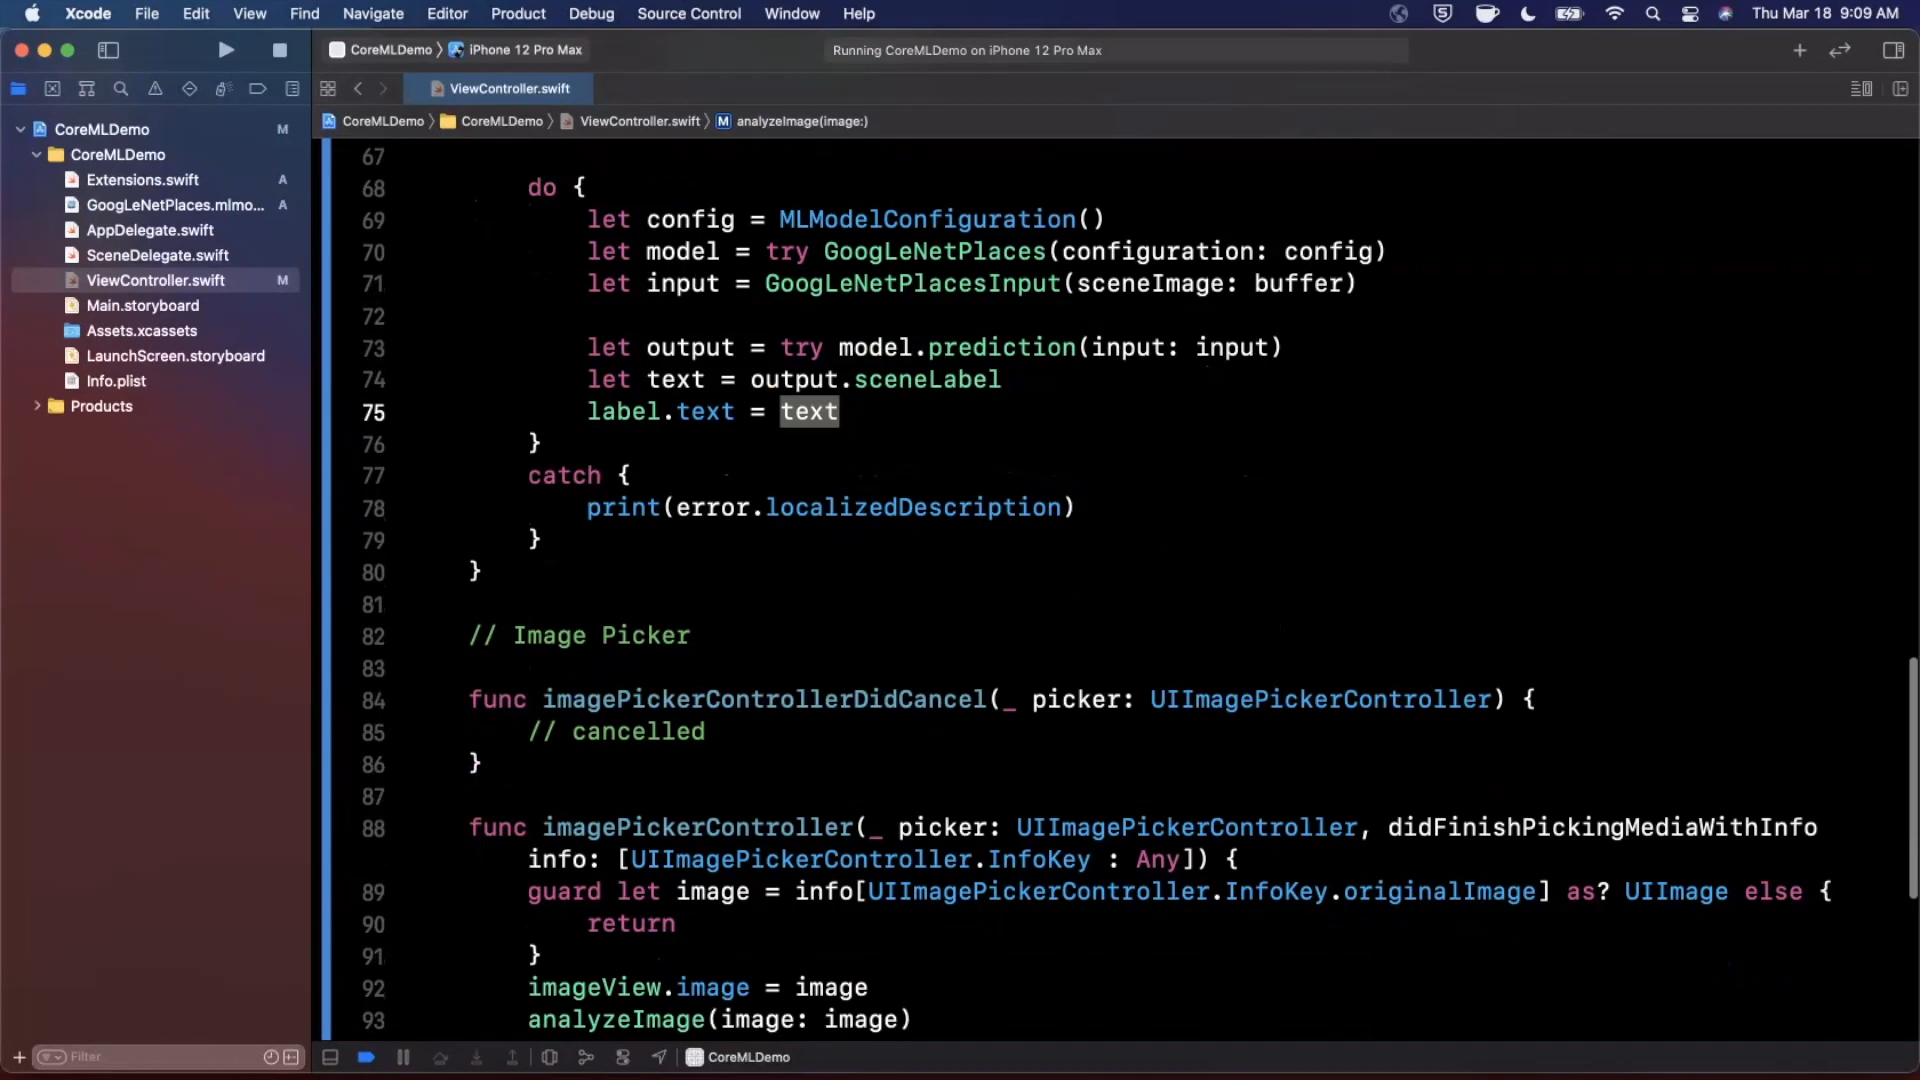 Xcode File Edit View Find Navigate Editor Product Debug Source Control Window Help Thu Mar 18 9:09 AM
CoreMLDemo 〉 iPhone 12 Pro Max Running CoreMLDemo on iPhone 12 Pro Max
ViewController.swift
CoreMLDemo 〉 CoreMLDemo 〉 ViewController.swift 〉 M analyzeImage(image:)
CoreMLDemo M
CoreMLDemo
Extensions.swift A
GoogLeNetPlaces.mlmo... A
AppDelegate.swift
SceneDelegate.swift
ViewController.swift M
Main.storyboard
Assets.xcassets
LaunchScreen.storyboard
Info.plist
Products
67
68 do {
69 let config = MLModelConfiguration()
70 let model = try GoogLeNetPlaces(configuration: config)
71 let input = GoogLeNetPlacesInput(sceneImage: buffer)
72
73 let output = try model.prediction(input: input)
74 let text = output.sceneLabel
75 label.text = text
76 }
77 catch {
78 print(error.localizedDescription)
79 }
80 }
81
82 // Image Picker
83
84 func imagePickerControllerDidCancel(_ picker: UIImagePickerController) {
85 // cancelled
86 }
87
88 func imagePickerController(_ picker: UIImagePickerController, didFinishPickingMediaWithInfo
info: [UIImagePickerController.InfoKey : Any]) {
89 guard let image = info[UIImagePickerController.InfoKey.originalImage] as? UIImage else {
90 return
91 }
92 imageView.image = image
93 analyzeImage(image: image)
Filter
CoreMLDemo